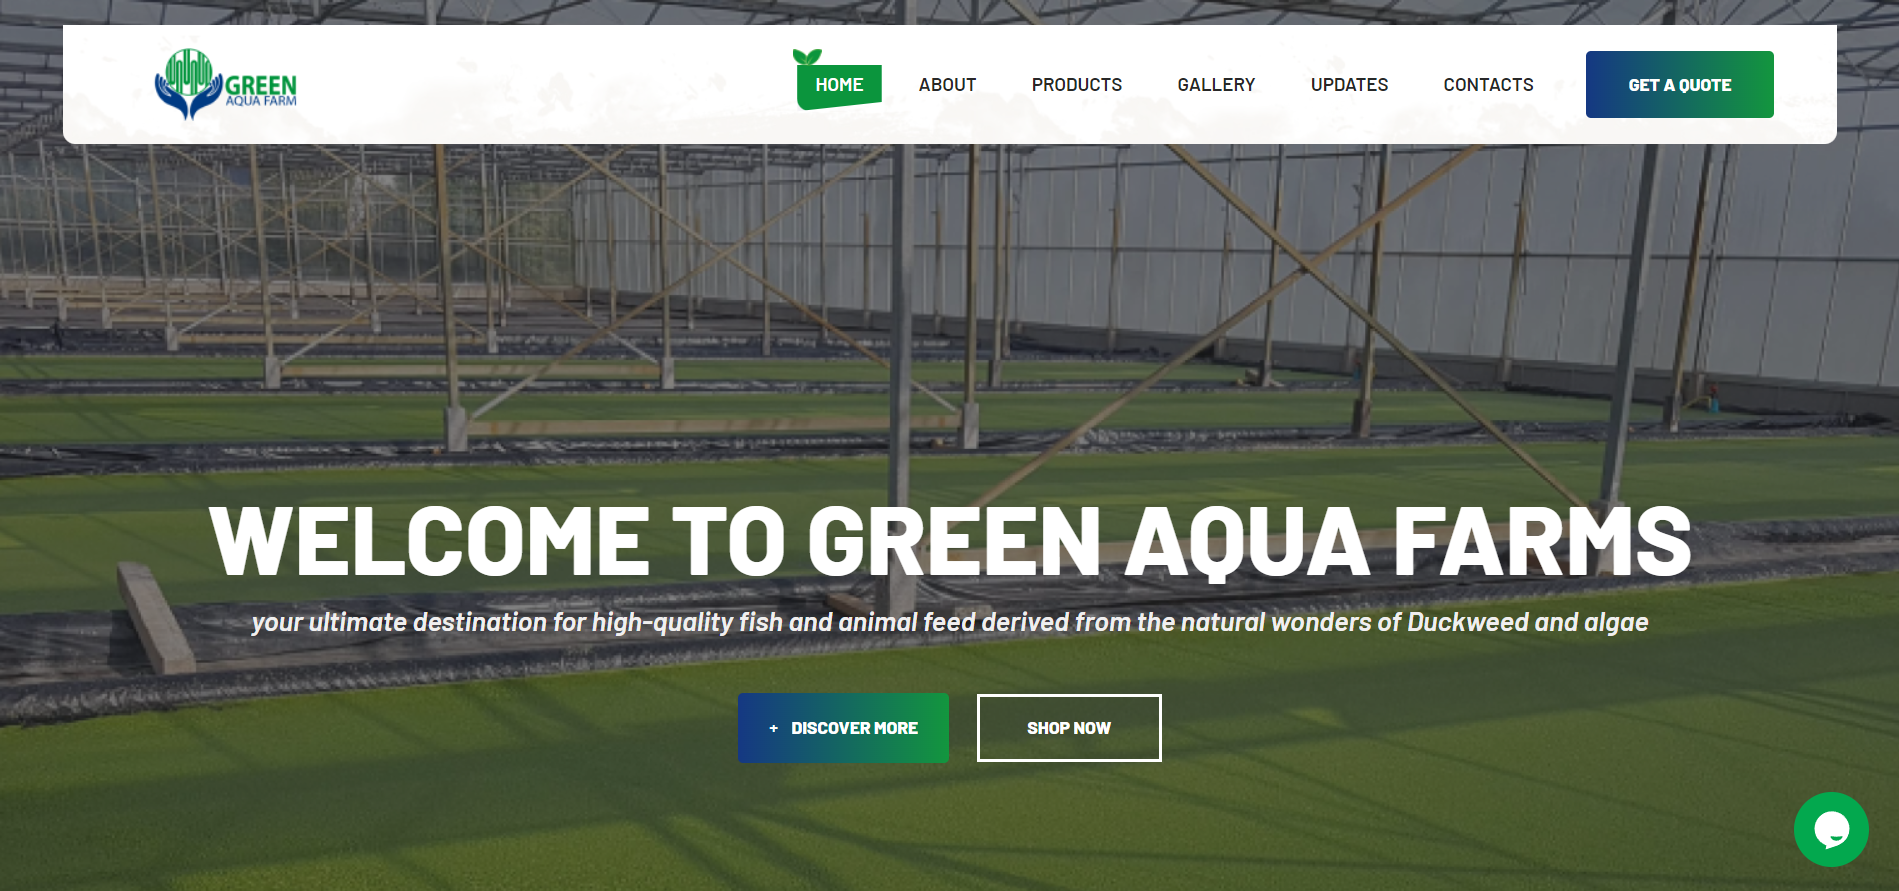 GREEN
AQUA FARM
HOME
ABOUT
PRODUCTS
GALLERY
UPDATES
CONTACTS
GET A QUOTE
WELCOME TO GREEN AQUA FARMS
your ultimate destination for high-quality fish and animal feed derived from the natural wonders of Duckweed and algae
+ DISCOVER MORE
SHOP NOW